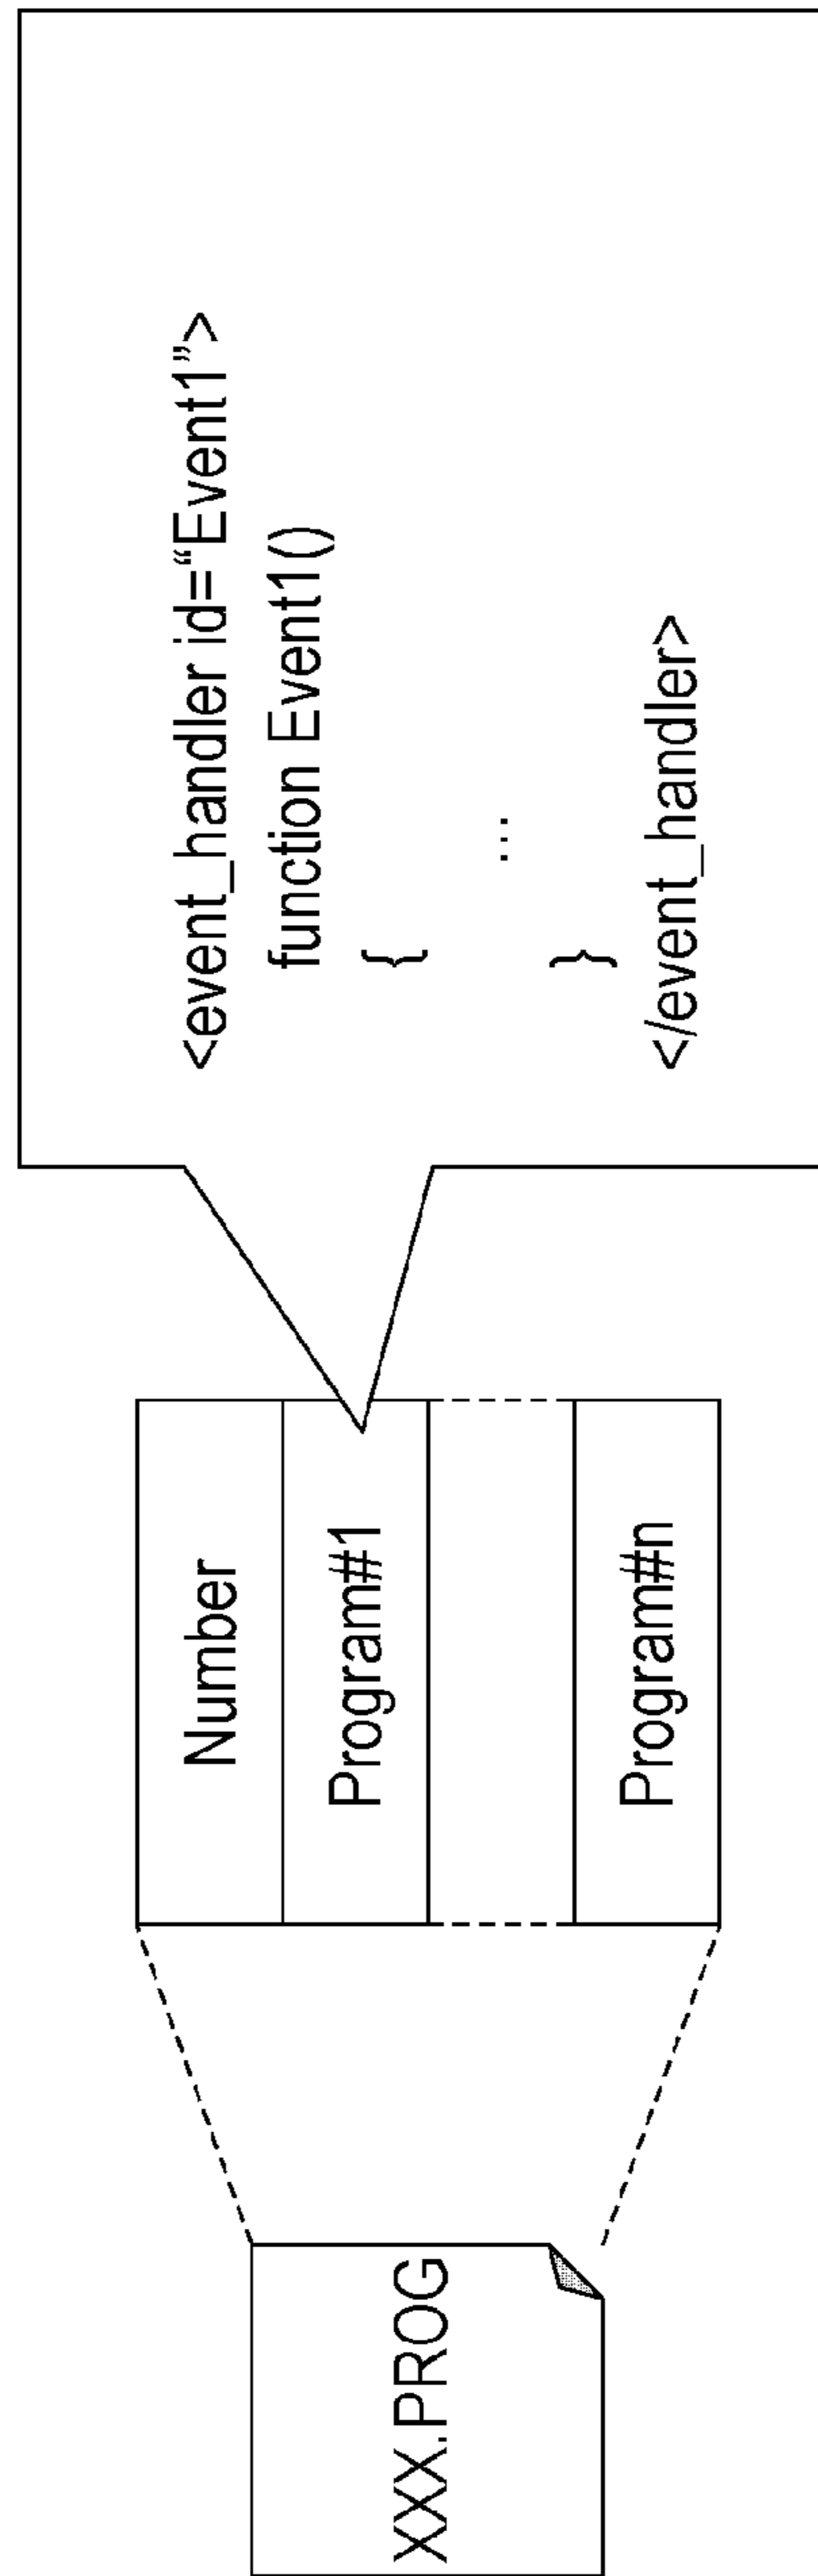 XXX.PROG
Number
Program#1
Program#n
<event_handler id=“Event1”>
function Event1()
{
...
}
</event_handler>